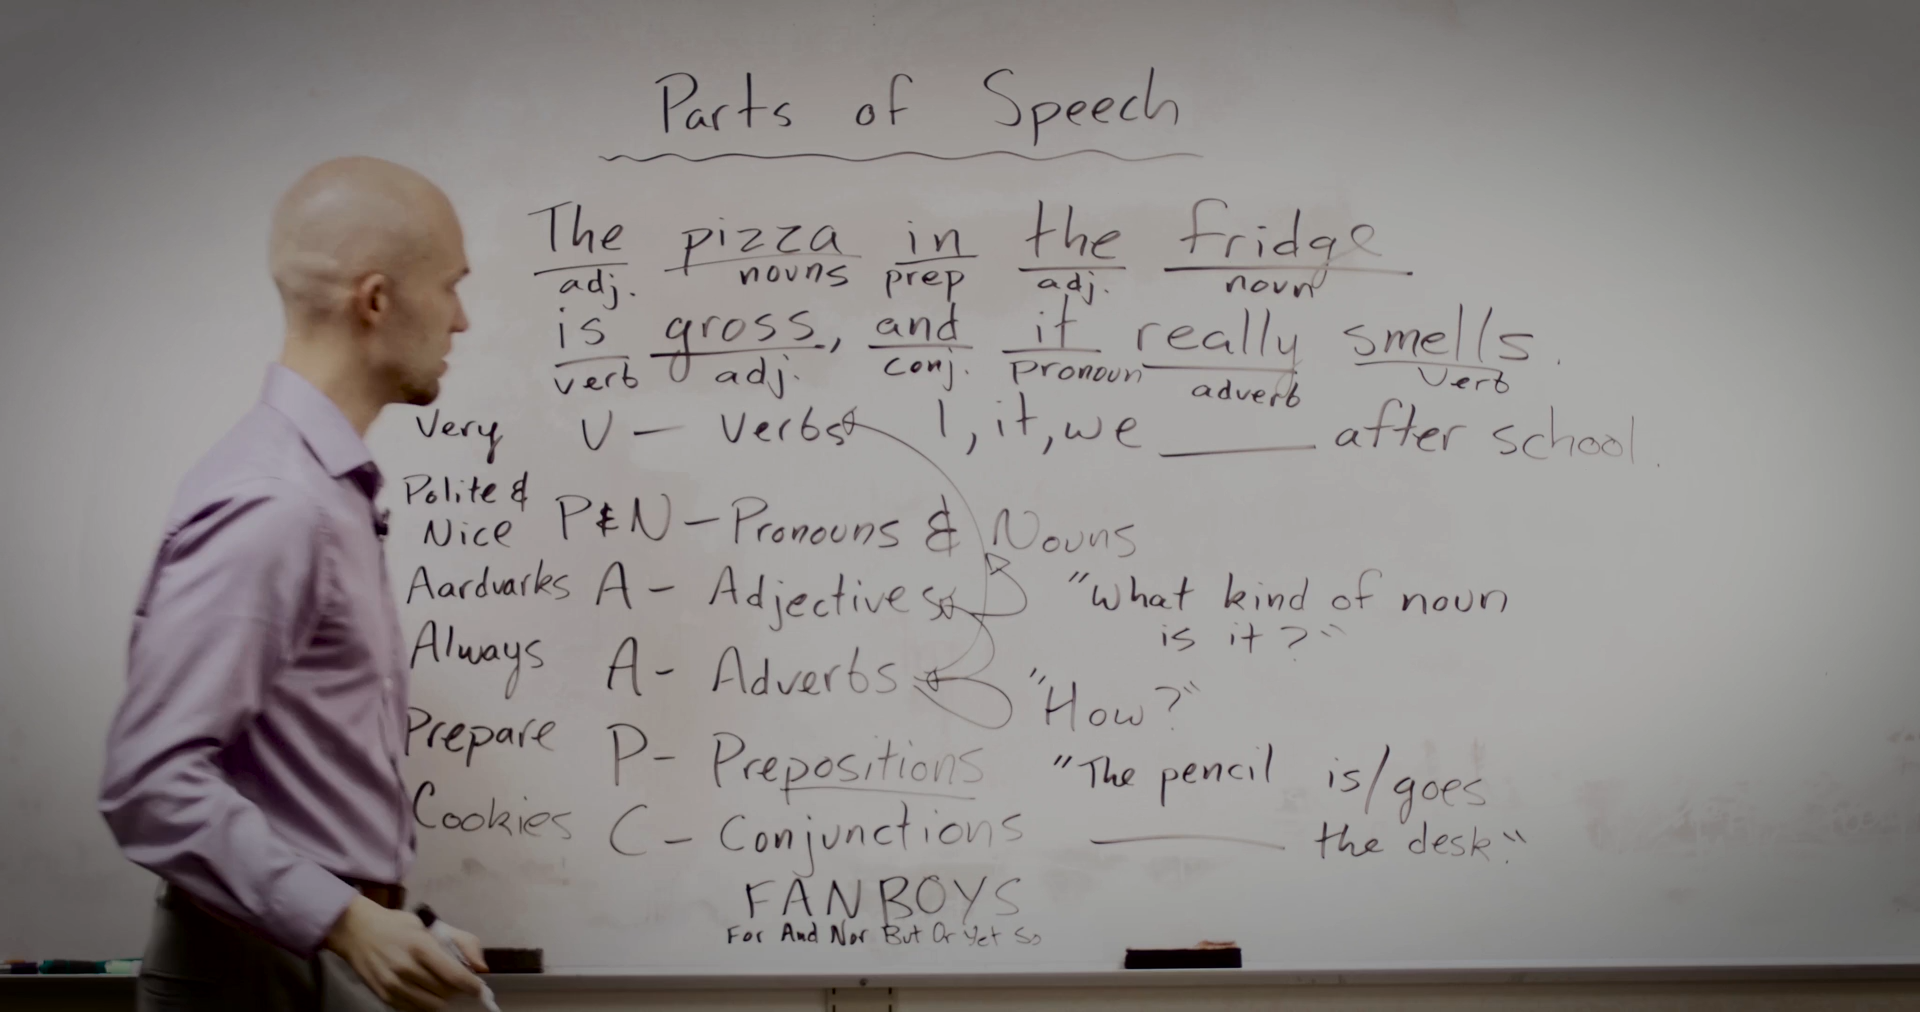 Parts of Speech
The pizza in the fridge
adj. nouns prep adj. noun
is gross, and it really smells.
verb adj. conj. pronoun adverb verb
Very V - Verbs I, it, we ____ after school.
Polite &
Nice P & N - Pronouns & Nouns
Aardvarks A - Adjectives "What kind of noun
is it?"
Always A - Adverbs "How?"
Prepare P - Prepositions "The pencil is/goes
____ the desk."
Cookies C - Conjunctions
FANBOYS
For And Nor But Or Yet So